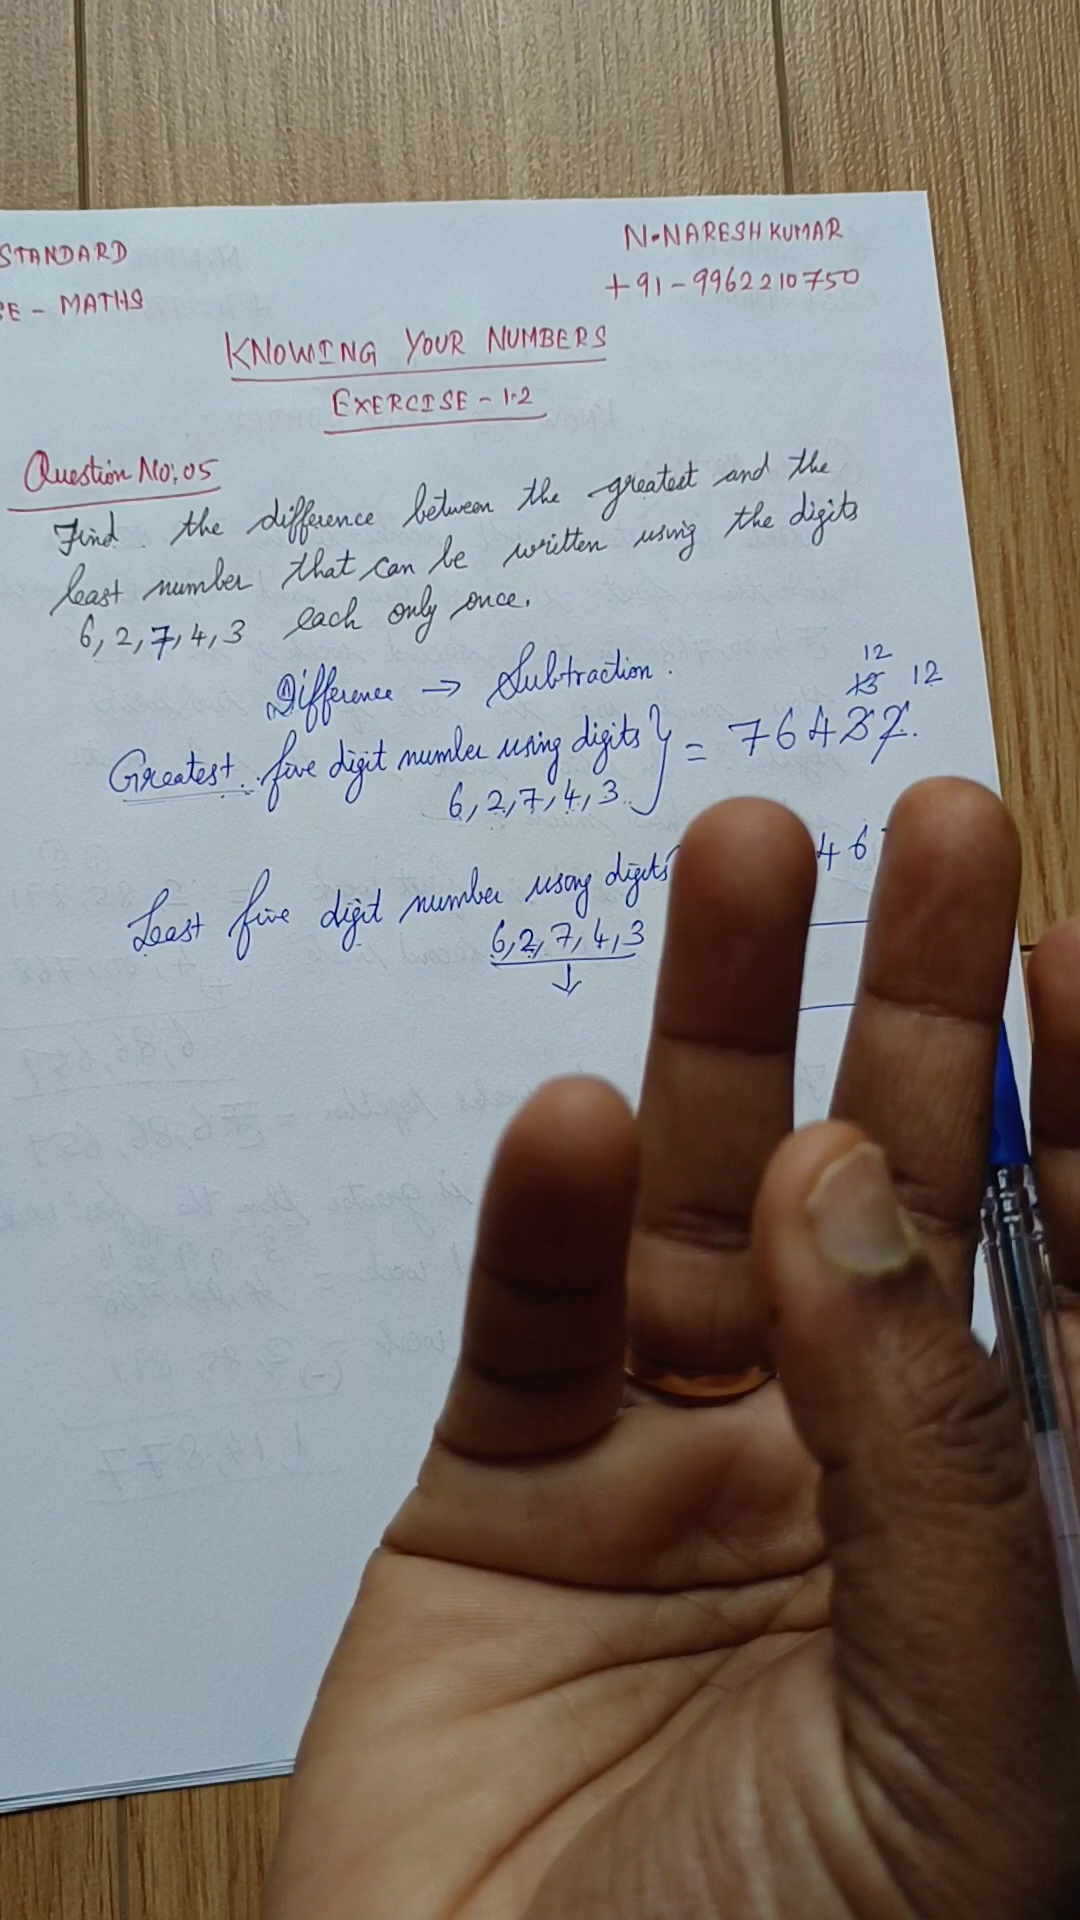 STANDARD
N.NARESH KUMAR
SE - MATHS
+91-9962210750
KNOWING YOUR NUMBERS
EXERCISE - 1.2
Question No: 05
Find the difference between the greatest and the
least number that can be written using the digits
6, 2, 7, 4, 3 each only once.
Difference → Subtraction.
12
13 12
Greatest five digit number using digits } = 76432.
6, 2, 7, 4, 3
Least five digit number using digits 46
6, 2, 7, 4, 3
↓